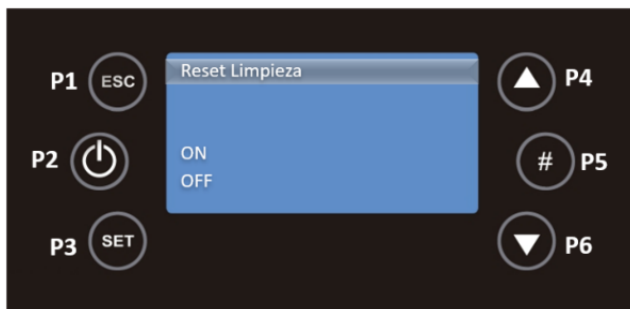 Reset Limpieza
P1 ESC
P4
P2
ON
# P5
OFF
P3 SET
P6